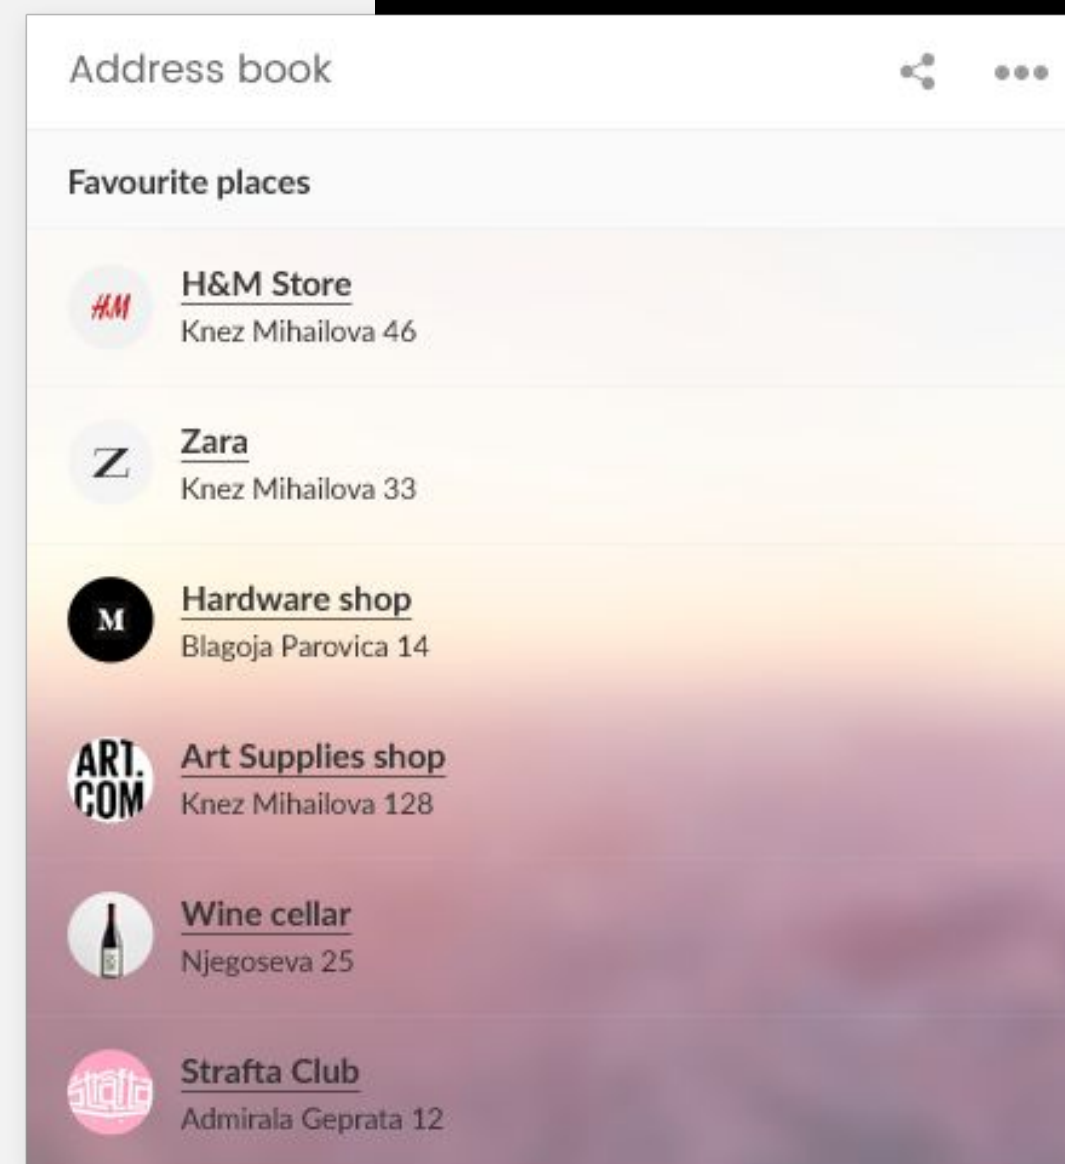 Address book
Favourite places
H&M
H&M Store
Knez Mihailova 46
Z
Zara
Knez Mihailova 33
M
Hardware shop
Blagoja Parovica 14
ART.
COM
Art Supplies shop
Knez Mihailova 128
Wine cellar
Njegoseva 25
strafta
Strafta Club
Admirala Geprata 12